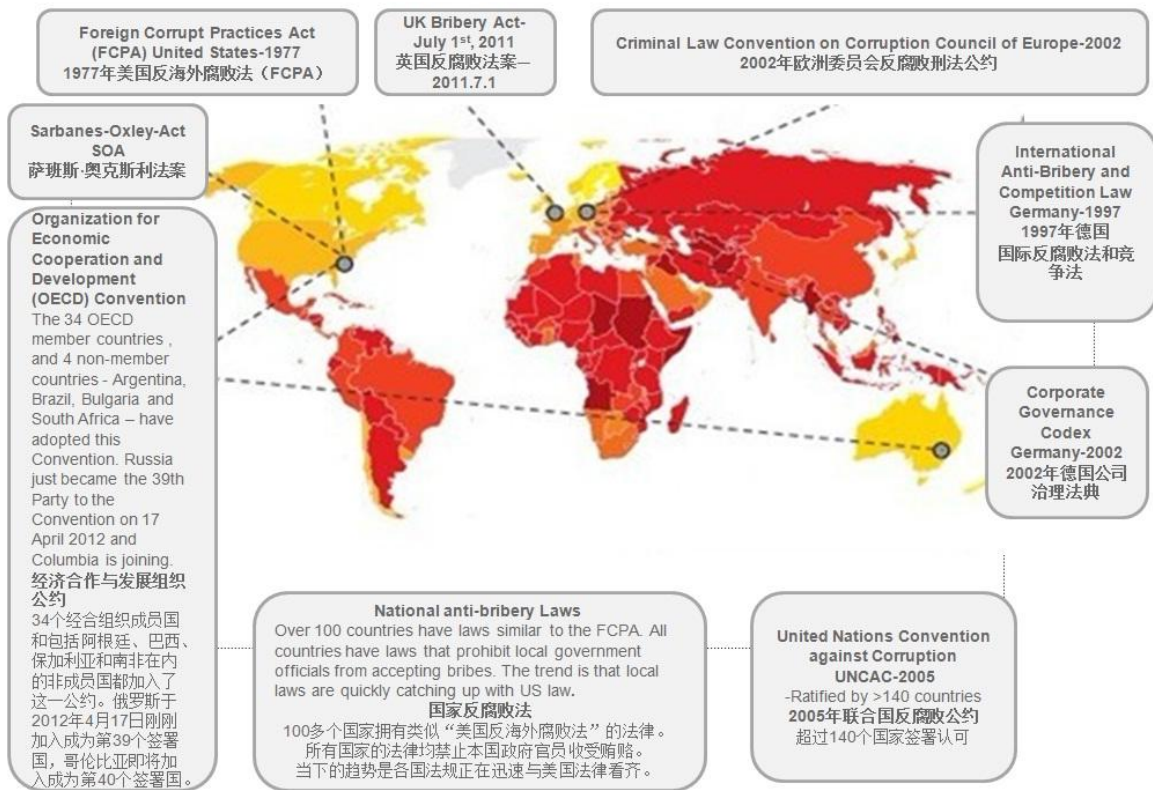 Foreign Corrupt Practices Act
(FCPA) United States-1977
1977年美国反海外腐败法（FCPA）
UK Bribery Act-
July 1st, 2011
英国反腐败法案—
2011.7.1
Criminal Law Convention on Corruption Council of Europe-2002
2002年欧洲委员会反腐败刑法公约
Sarbanes-Oxley-Act
SOA
萨班斯·奥克斯利法案
International
Anti-Bribery and
Competition Law
Germany-1997
1997年德国
国际反腐败法和竞
争法
Organization for
Economic
Cooperation and
Development
(OECD) Convention
The 34 OECD
member countries ,
and 4 non-member
countries - Argentina,
Brazil, Bulgaria and
South Africa – have
adopted this
Convention. Russia
just became the 39th
Party to the
Convention on 17
April 2012 and
Columbia is joining.
经济合作与发展组织
公约
34个经合组织成员国
和包括阿根廷、巴西、
保加利亚和南非在内
的非成员国都加入了
这一公约。俄罗斯于
2012年4月17日刚刚
加入成为第39个签署
国，哥伦比亚即将加
入成为第40个签署国。
Corporate
Governance
Codex
Germany-2002
2002年德国公司
治理法典
National anti-bribery Laws
Over 100 countries have laws similar to the FCPA. All
countries have laws that prohibit local government
officials from accepting bribes. The trend is that local
laws are quickly catching up with US law.
国家反腐败法
100多个国家拥有类似“美国反海外腐败法”的法律。
所有国家的法律均禁止本国政府官员收受贿赂。
当下的趋势是各国法规正在迅速与美国法律看齐。
United Nations Convention
against Corruption
UNCAC-2005
-Ratified by >140 countries
2005年联合国反腐败公约
超过140个国家签署认可